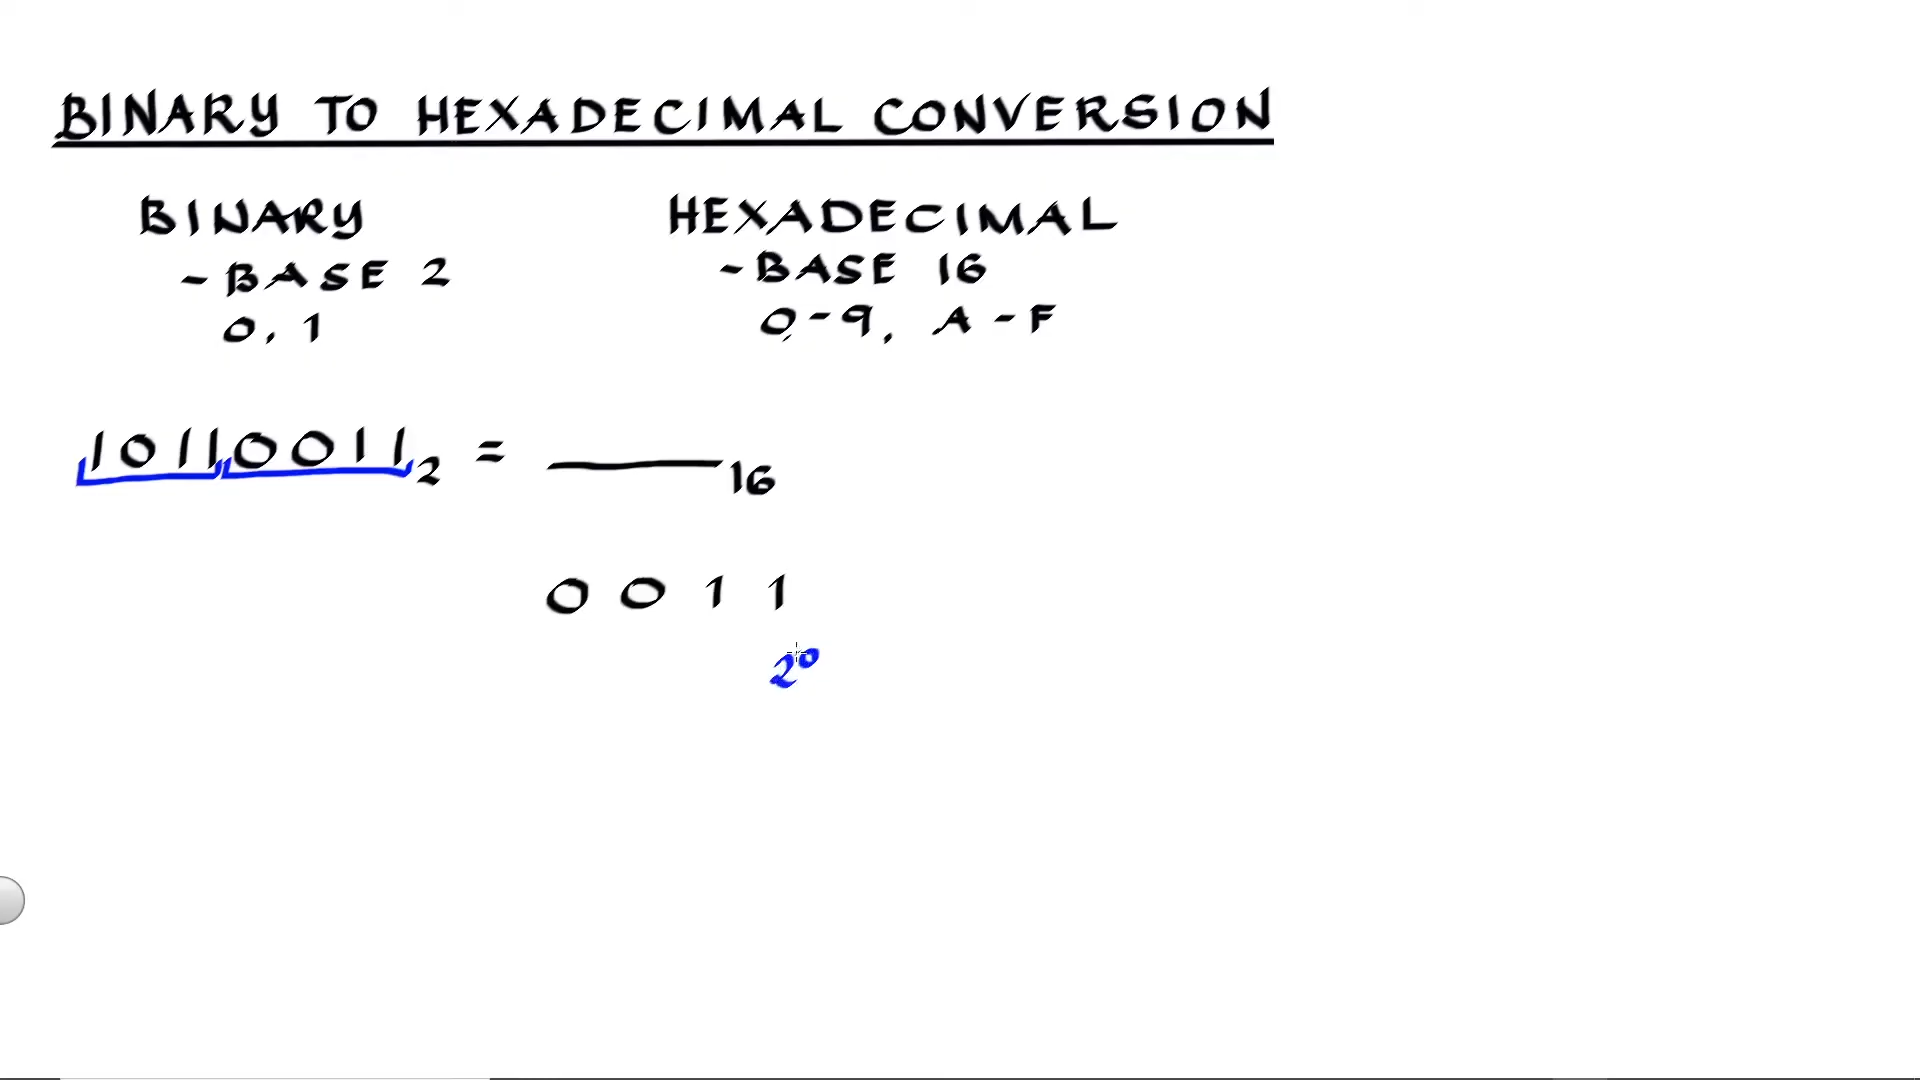 BINARY TO HEXADECIMAL CONVERSION
BINARY
- BASE 2
0, 1
HEXADECIMAL
- BASE 16
0 - 9, A - F
10110011₂ = ______₁₆
0 0 1 1
2⁰